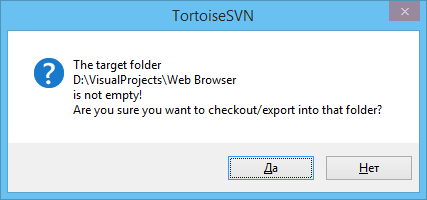 TortoiseSVN
The target folder
D:\VisualProjects\Web Browser
is not empty!
Are you sure you want to checkout/export into that folder?
Да
Нет